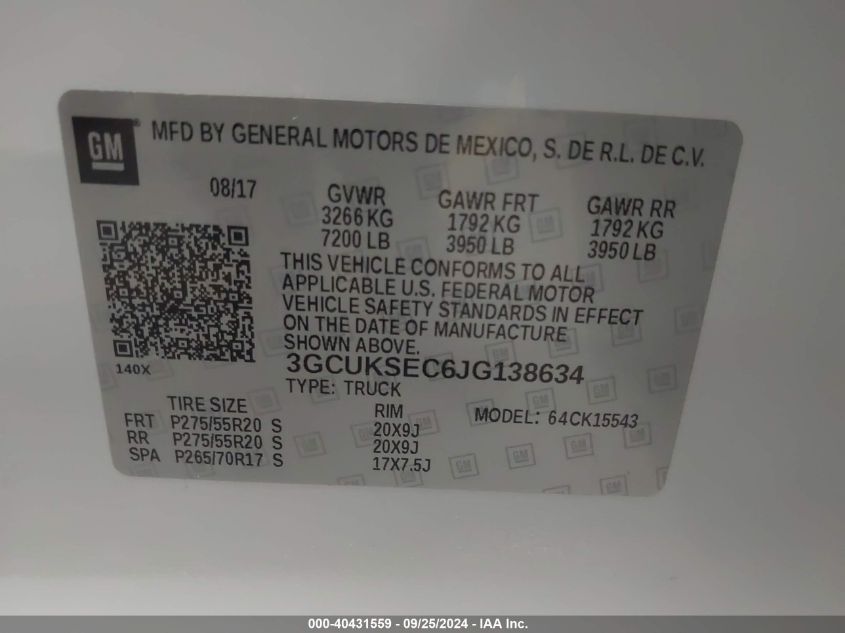 GM ® MFD BY GENERAL MOTORS DE MEXICO, S. DE R.L. DE C.V.
08/17 GVWR GAWR FRT GAWR RR
3266 KG 1792 KG 1792 KG
7200 LB 3950 LB 3950 LB
THIS VEHICLE CONFORMS TO ALL
APPLICABLE U.S. FEDERAL MOTOR
VEHICLE SAFETY STANDARDS IN EFFECT
ON THE DATE OF MANUFACTURE
SHOWN ABOVE.
140X 3GCUKSEC6JG138634
TYPE: TRUCK
TIRE SIZE RIM MODEL: 64CK15543
FRT P275/55R20 S 20X9J
RR P275/55R20 S 20X9J
SPA P265/70R17 S 17X7.5J
000-40431559 - 09/25/2024 - IAA Inc.